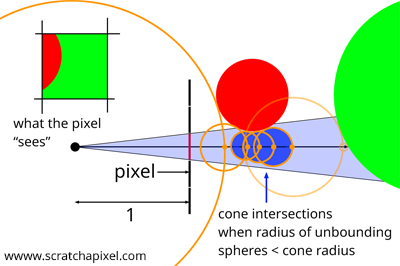 what the pixel
“sees”
pixel
1
cone intersections
when radius of unbounding
spheres < cone radius
www.scratchapixel.com